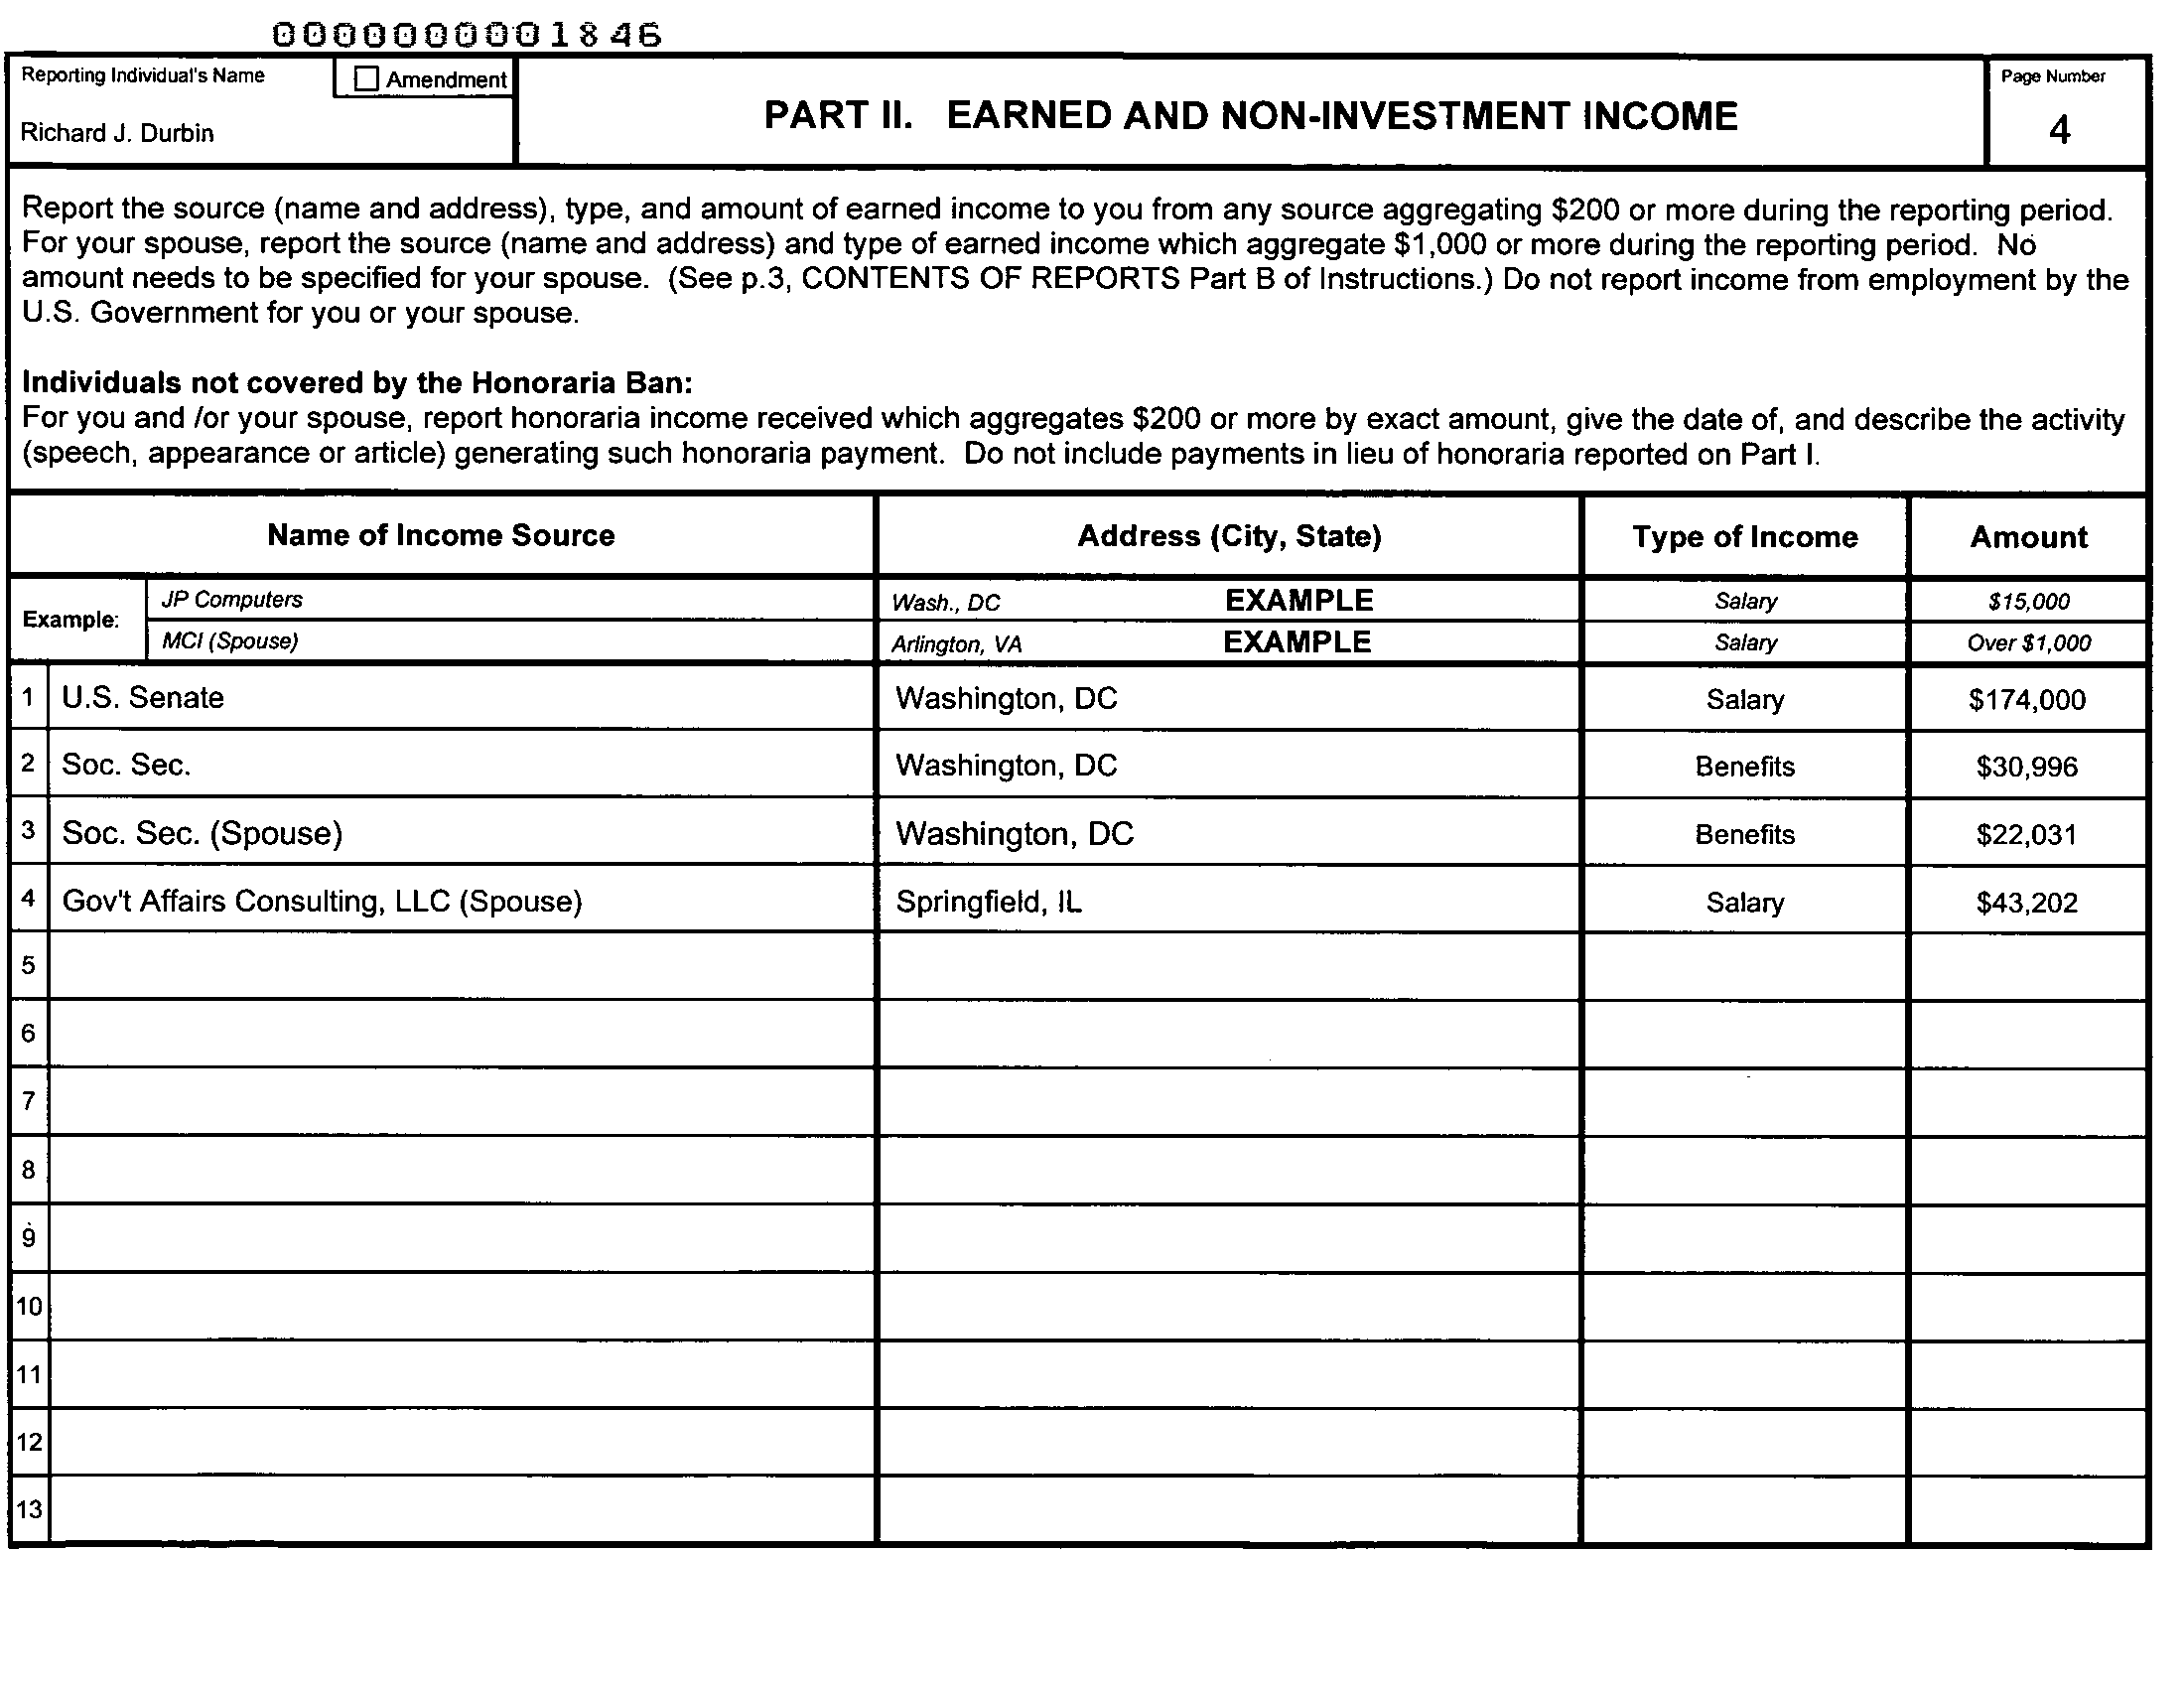 0000000001846
Reporting Individual's Name
Amendment
Richard J. Durbin
PART II. EARNED AND NON-INVESTMENT INCOME
Page Number
4
Report the source (name and address), type, and amount of earned income to you from any source aggregating $200 or more during the reporting period.
For your spouse, report the source (name and address) and type of earned income which aggregate $1,000 or more during the reporting period. No
amount needs to be specified for your spouse. (See p.3, CONTENTS OF REPORTS Part B of Instructions.) Do not report income from employment by the
U.S. Government for you or your spouse.
Individuals not covered by the Honoraria Ban:
For you and /or your spouse, report honoraria income received which aggregates $200 or more by exact amount, give the date of, and describe the activity
(speech, appearance or article) generating such honoraria payment. Do not include payments in lieu of honoraria reported on Part I.
Name of Income Source Address (City, State) Type of Income Amount
Example:
JP Computers Wash., DC EXAMPLE Salary $15,000
MCI (Spouse) Arlington, VA EXAMPLE Salary Over $1,000
1 U.S. Senate Washington, DC Salary $174,000
2 Soc. Sec. Washington, DC Benefits $30,996
3 Soc. Sec. (Spouse) Washington, DC Benefits $22,031
4 Gov't Affairs Consulting, LLC (Spouse) Springfield, IL Salary $43,202
5
6
7
8
9
10
11
12
13